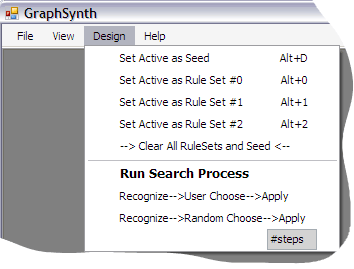 GraphSynth
File View Design Help
Set Active as Seed Alt+D
Set Active as Rule Set #0 Alt+0
Set Active as Rule Set #1 Alt+1
Set Active as Rule Set #2 Alt+2
--> Clear All RuleSets and Seed <--
Run Search Process
Recognize-->User Choose-->Apply
Recognize-->Random Choose-->Apply
#steps